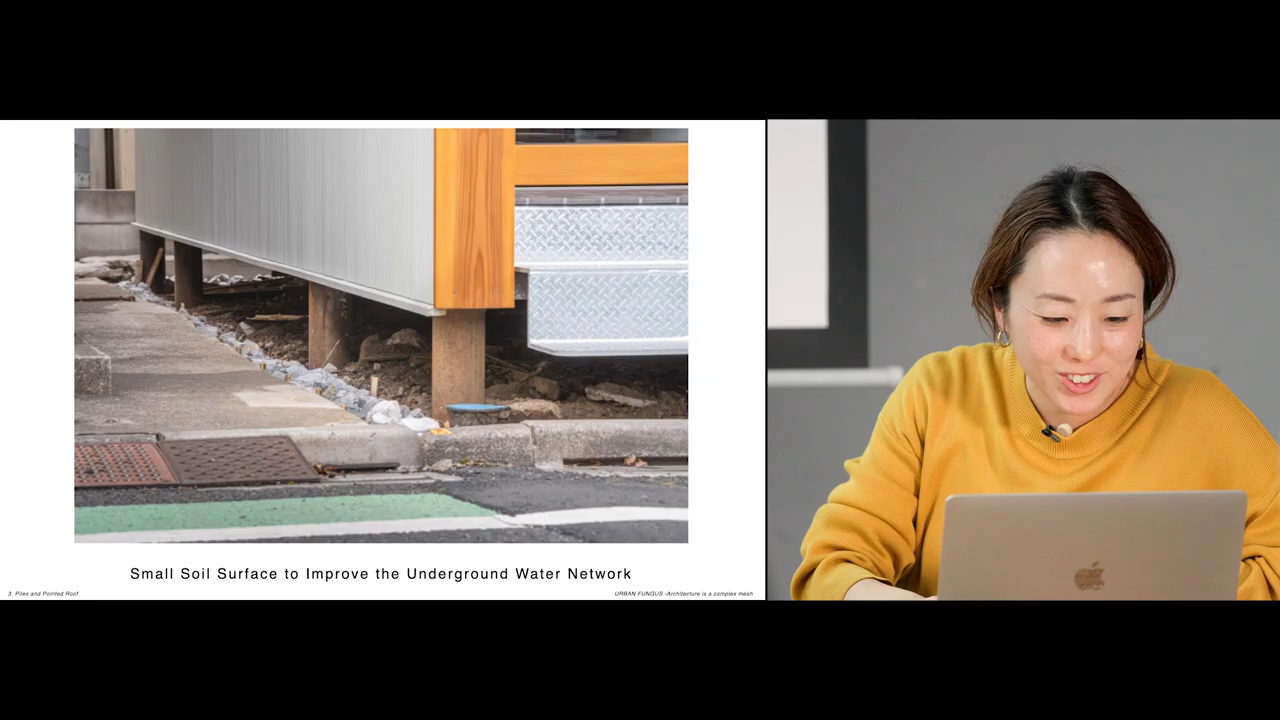 Small Soil Surface to Improve the Underground Water Network
3. Piles and Pointed Roof
URBAN FUNGUS -Architecture is a complex mesh